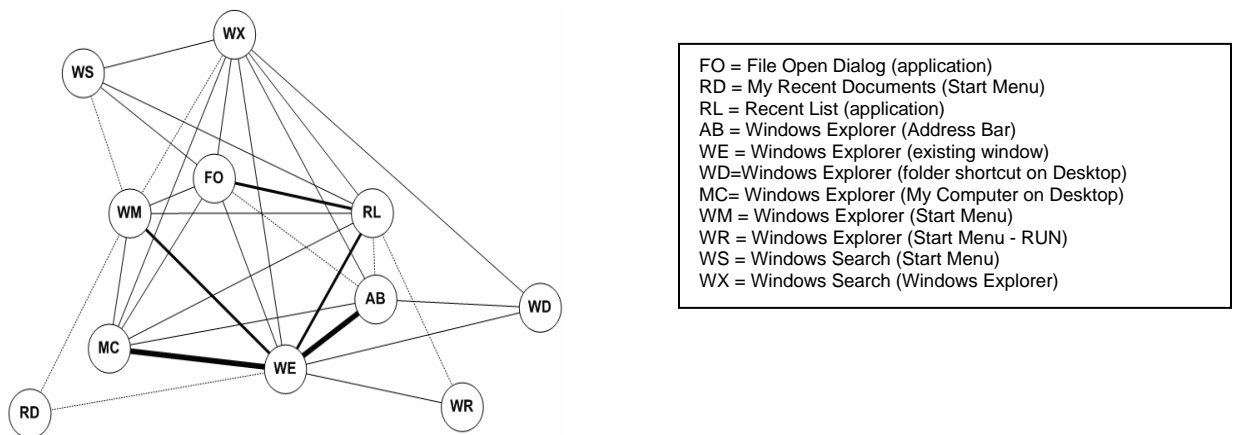 WX
WS
FO
WM
RL
AB
WD
MC
WE
RD
WR
FO = File Open Dialog (application)
RD = My Recent Documents (Start Menu)
RL = Recent List (application)
AB = Windows Explorer (Address Bar)
WE = Windows Explorer (existing window)
WD=Windows Explorer (folder shortcut on Desktop)
MC= Windows Explorer (My Computer on Desktop)
WM = Windows Explorer (Start Menu)
WR = Windows Explorer (Start Menu - RUN)
WS = Windows Search (Start Menu)
WX = Windows Search (Windows Explorer)